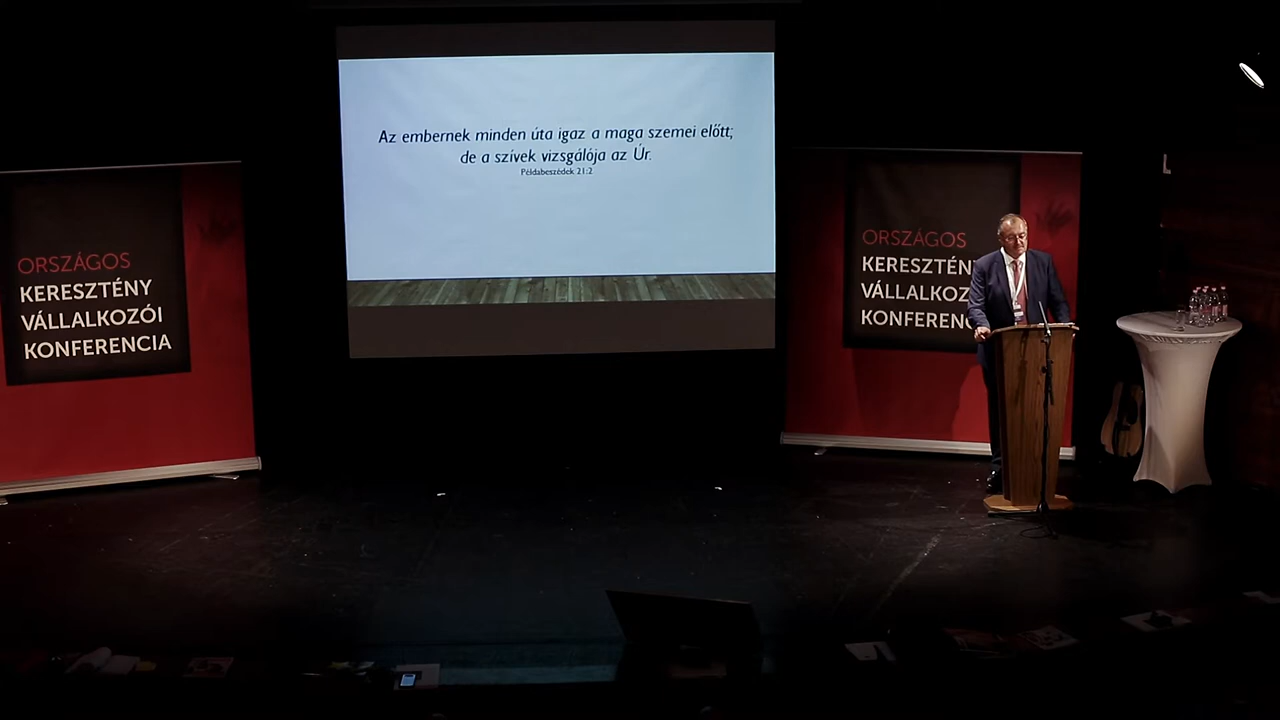 Az embernek minden úta igaz a maga szemei előtt;
de a szívek vizsgálója az Úr.
Példabeszédek 21:2
ORSZÁGOS
KERESZTÉNY
VÁLLALKOZÓI
KONFERENCIA
ORSZÁGOS
KERESZTÉN
VÁLLALKOZ
KONFERENC